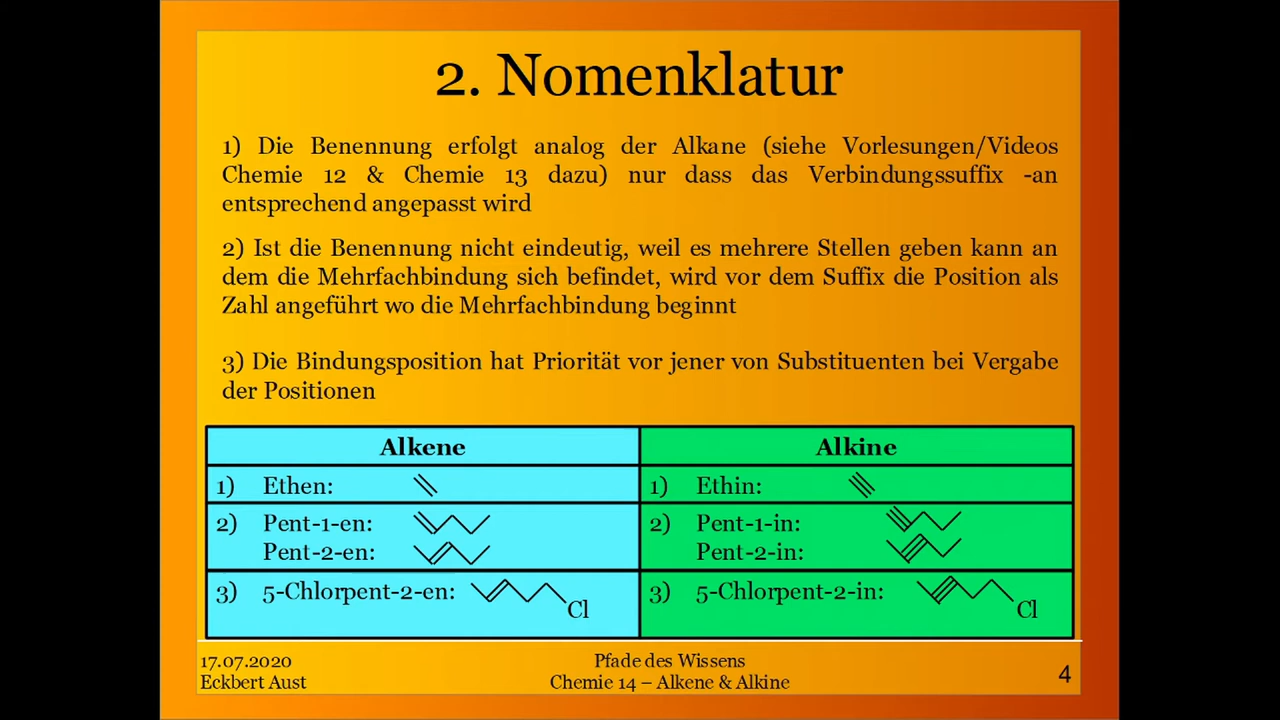 2. Nomenklatur
1) Die Benennung erfolgt analog der Alkane (siehe Vorlesungen/Videos
Chemie 12 & Chemie 13 dazu) nur dass das Verbindungssuffix -an
entsprechend angepasst wird
2) Ist die Benennung nicht eindeutig, weil es mehrere Stellen geben kann an
dem die Mehrfachbindung sich befindet, wird vor dem Suffix die Position als
Zahl angeführt wo die Mehrfachbindung beginnt
3) Die Bindungsposition hat Priorität vor jener von Substituenten bei Vergabe
der Positionen
Alkene
Alkine
1) Ethen:
1) Ethin:
2) Pent-1-en:
Pent-2-en:
2) Pent-1-in:
Pent-2-in:
3) 5-Chlorpent-2-en:
Cl
3) 5-Chlorpent-2-in:
Cl
17.07.2020
Eckbert Aust
Pfade des Wissens
Chemie 14 – Alkene & Alkine
4